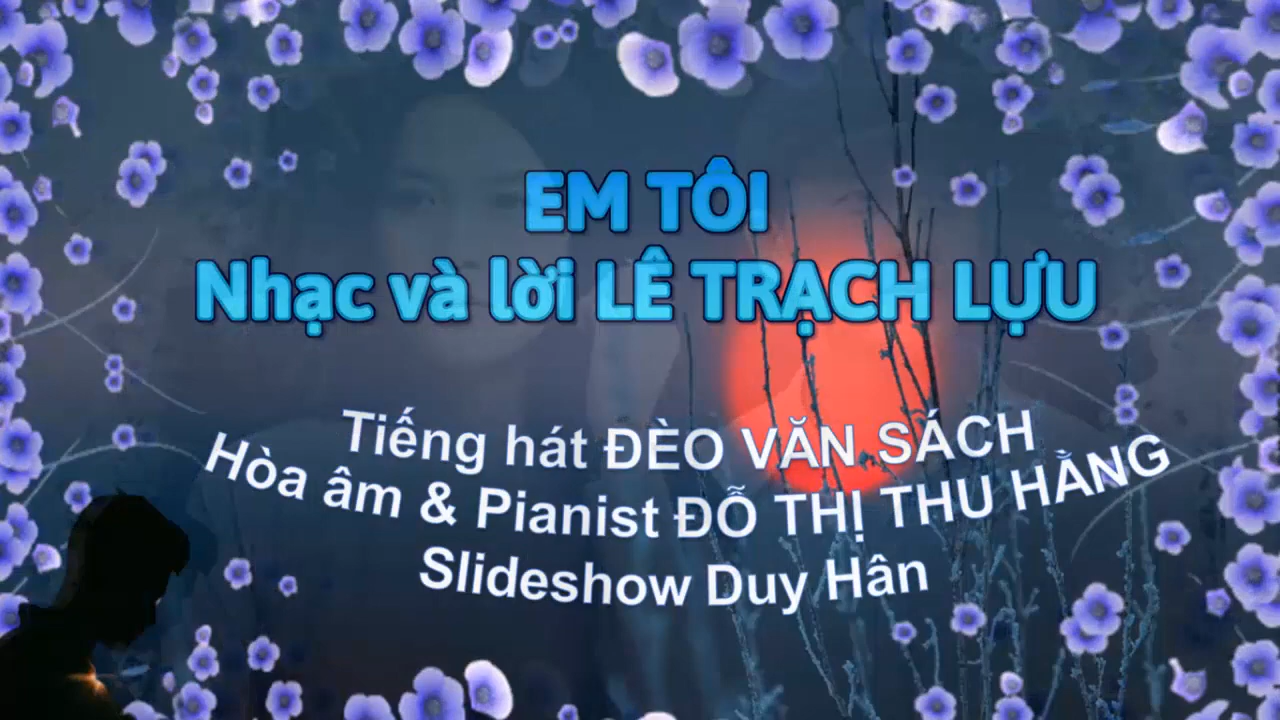 EM TÔI
Nhạc và lời LÊ TRẠCH LỰU
Tiếng hát ĐÈO VĂN SÁCH
Hòa âm & Pianist ĐỖ THỊ THU HẰNG
Slideshow Duy Hân